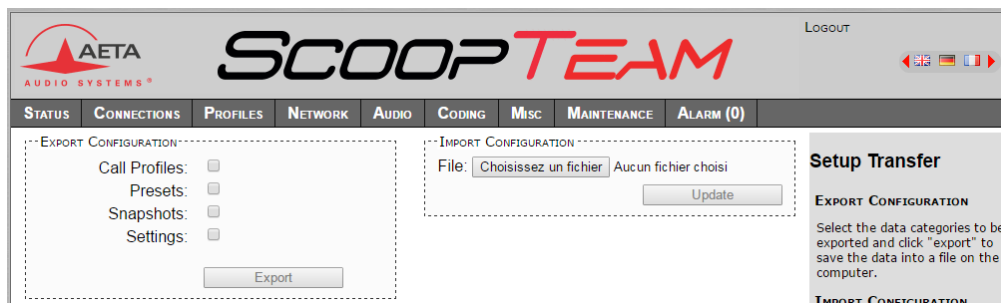 AETA
AUDIO SYSTEMS®
SCOOPTEAM
LOGOUT
STATUS CONNECTIONS PROFILES NETWORK AUDIO CODING MISC MAINTENANCE ALARM (0)
EXPORT CONFIGURATION
Call Profiles:
Presets:
Snapshots:
Settings:
Export
IMPORT CONFIGURATION
File: Choisissez un fichier Aucun fichier choisi
Update
Setup Transfer
EXPORT CONFIGURATION
Select the data categories to be
exported and click "export" to
save the data into a file on the
computer.
IMPORT CONFIGURATION